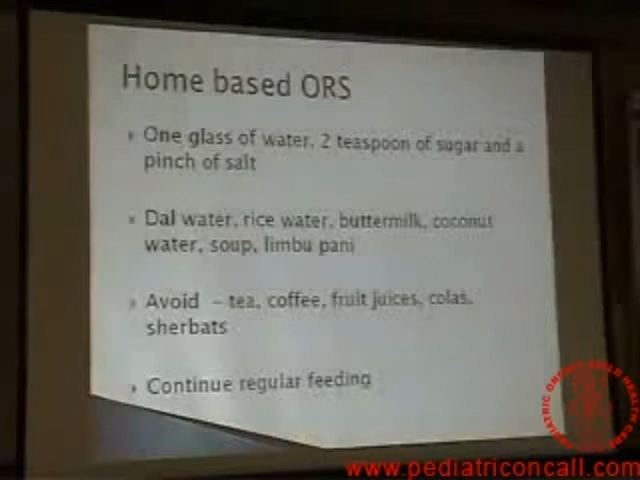 Home based ORS
One glass of water, 2 teaspoon of sugar and a
pinch of salt
Dal water, rice water, buttermilk, coconut
water, soup, limbu pani
Avoid – tea, coffee, fruit juices, colas,
sherbats
Continue regular feeding
www.pediatriconcall.com